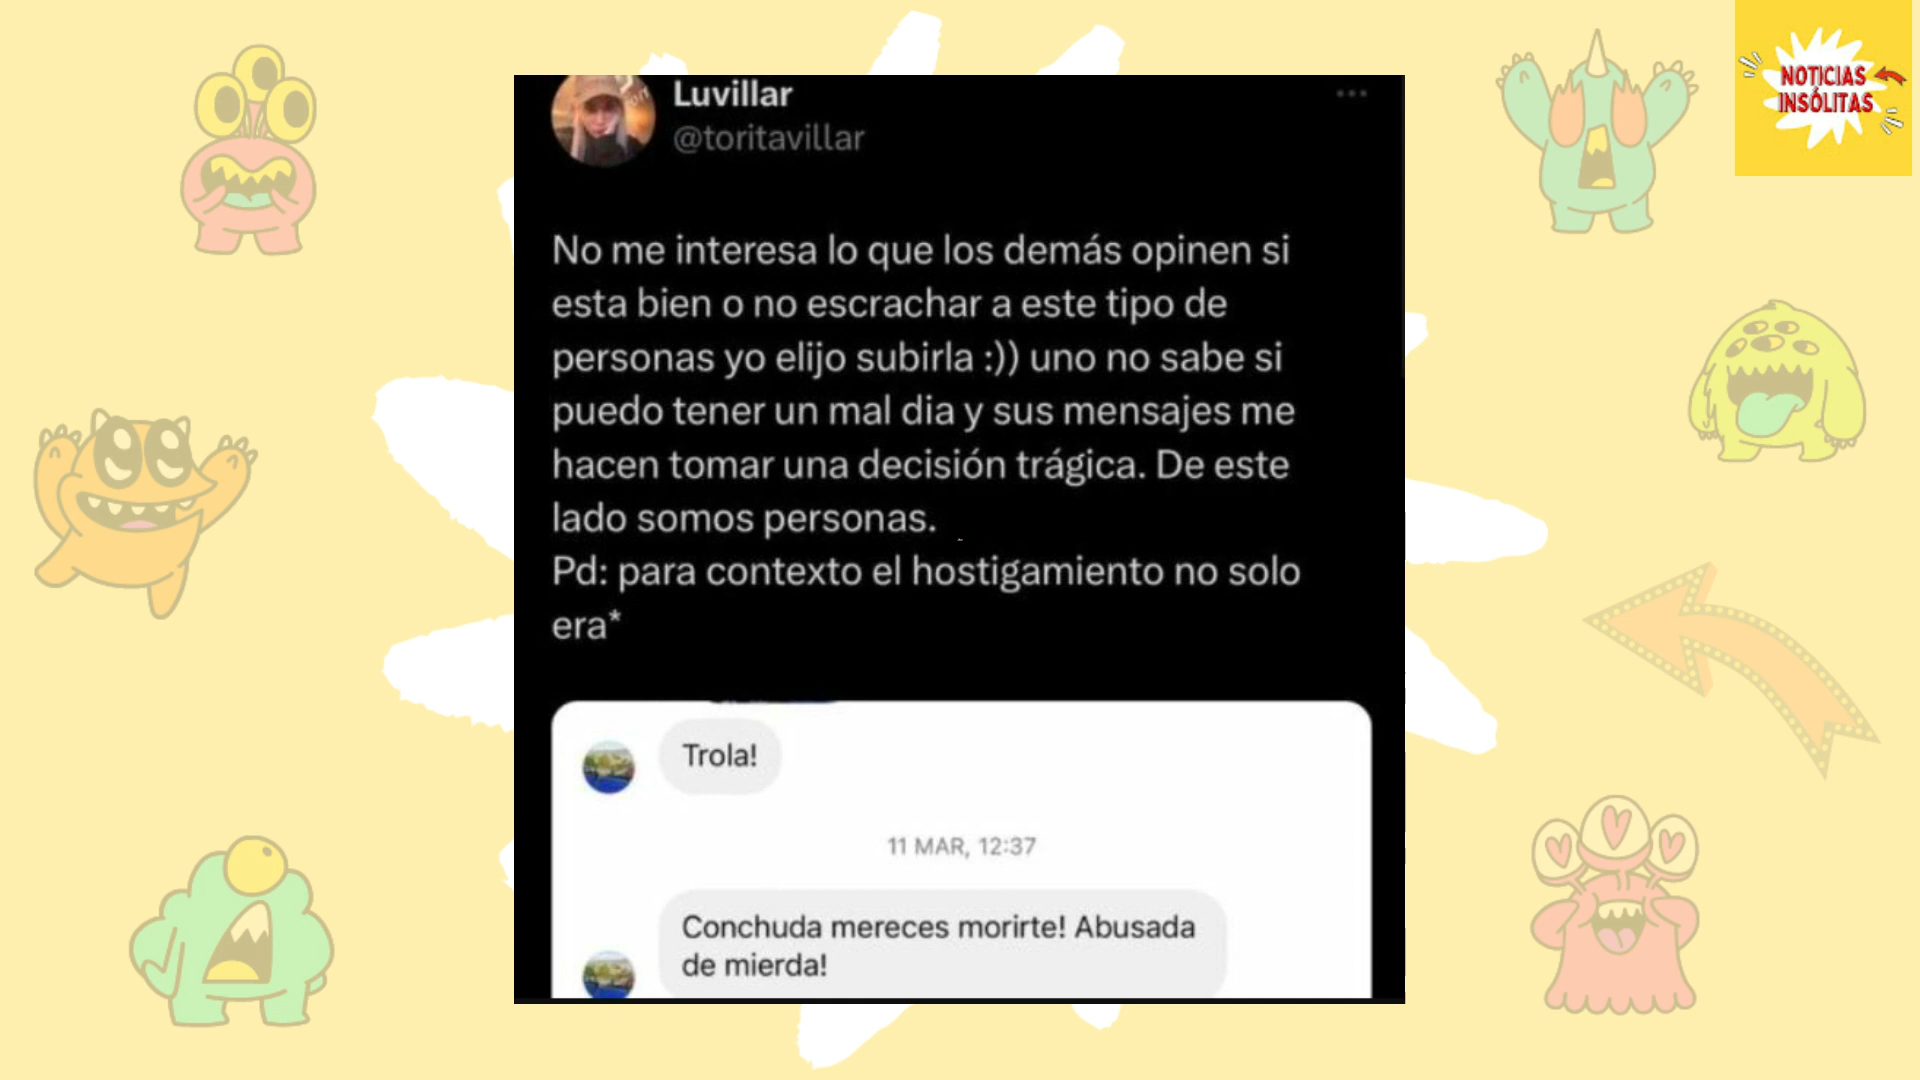 NOTICIAS
INSÓLITAS
Luvillar
@toritavillar
No me interesa lo que los demás opinen si
esta bien o no escrachar a este tipo de
personas yo elijo subirla :)) uno no sabe si
puedo tener un mal dia y sus mensajes me
hacen tomar una decisión trágica. De este
lado somos personas.
Pd: para contexto el hostigamiento no solo
era*
Trola!
11 MAR, 12:37
Conchuda mereces morirte! Abusada
de mierda!